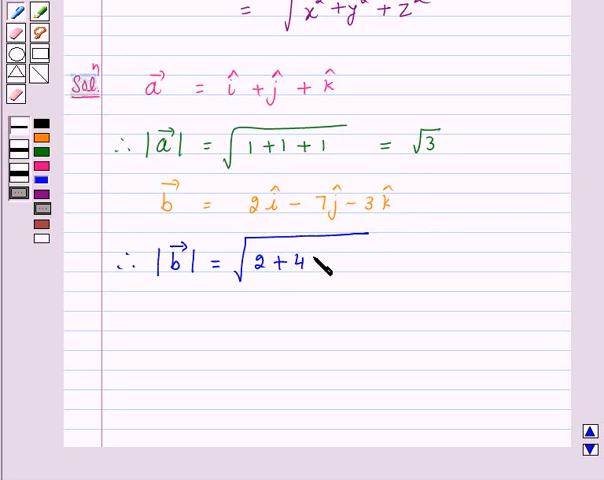 = √x²+y²+z²
Solⁿ. a⃗ = î + ĵ + k̂
∴ |a⃗| = √1+1+1 = √3
b⃗ = 2î − 7ĵ − 3k̂
∴ |b⃗| = √2+4